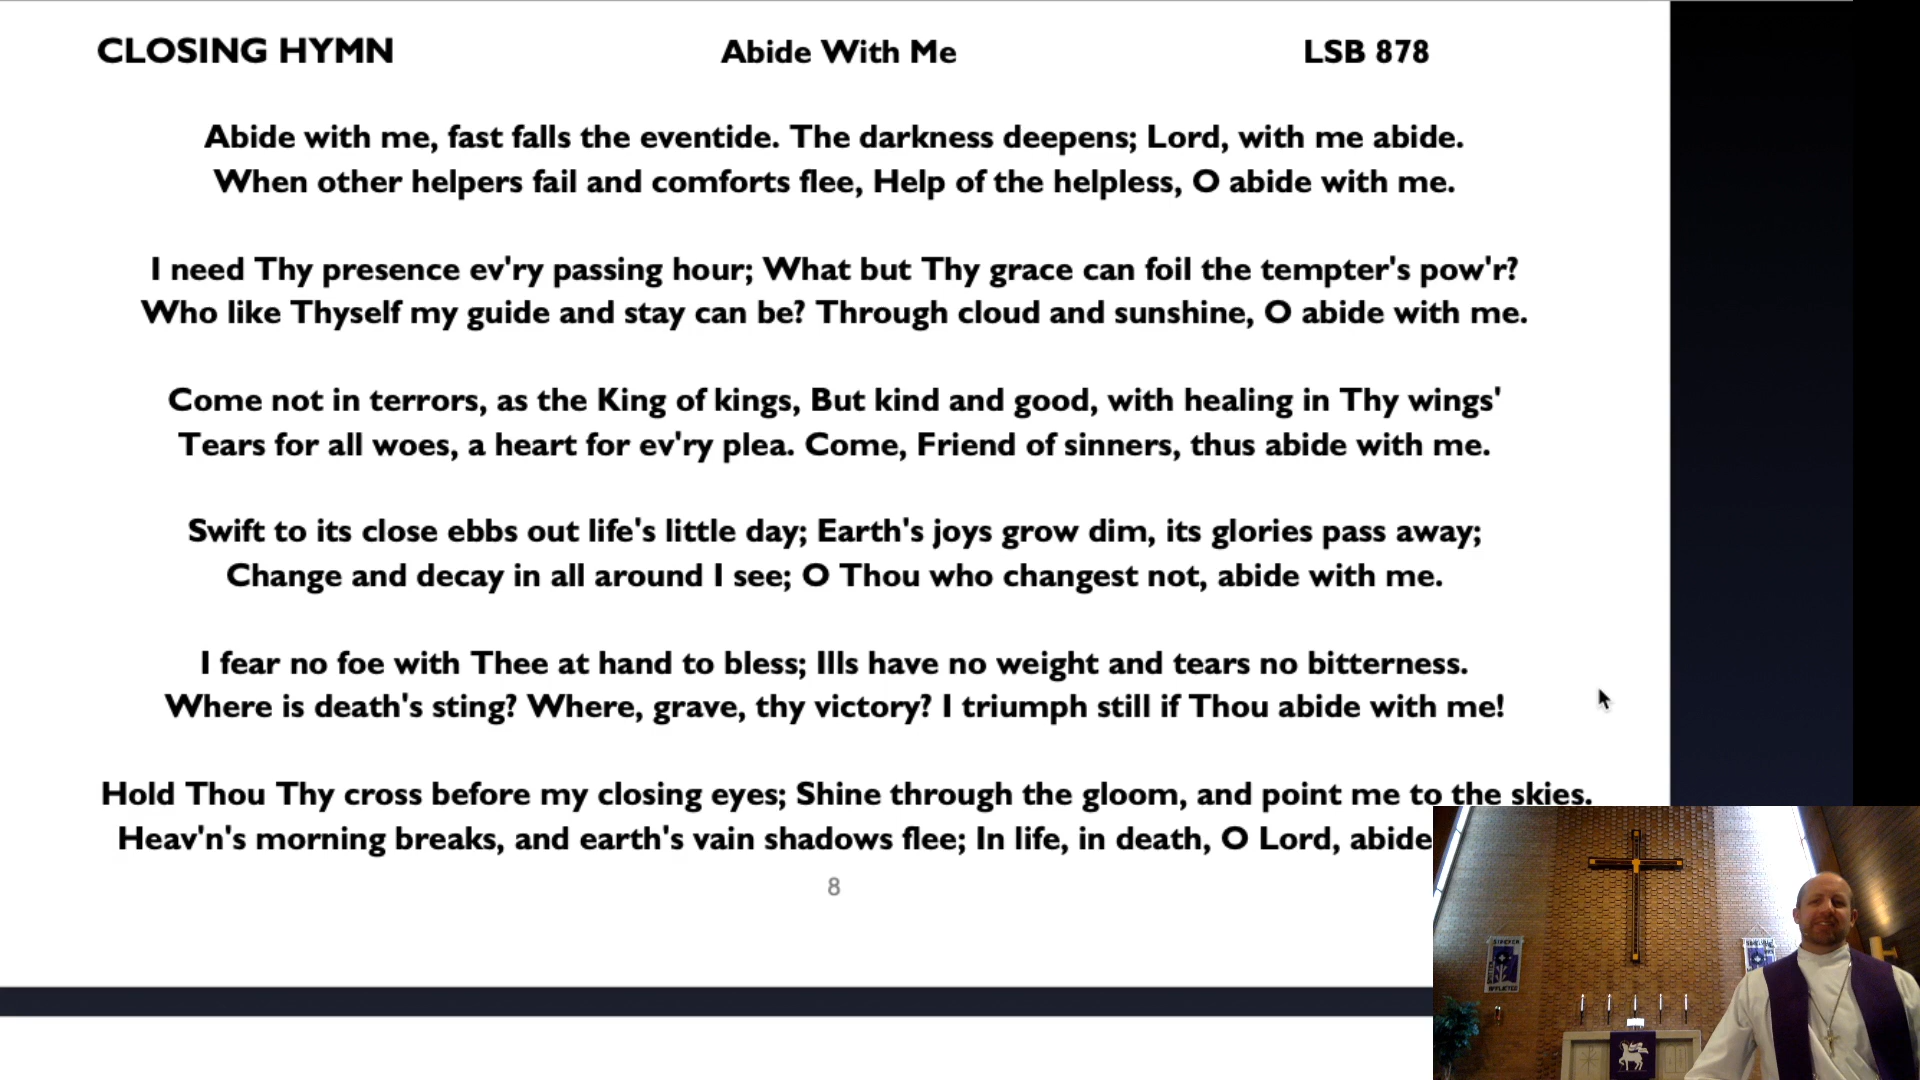 CLOSING HYMN Abide With Me LSB 878
Abide with me, fast falls the eventide. The darkness deepens; Lord, with me abide.
When other helpers fail and comforts flee, Help of the helpless, O abide with me.
I need Thy presence ev'ry passing hour; What but Thy grace can foil the tempter's pow'r?
Who like Thyself my guide and stay can be? Through cloud and sunshine, O abide with me.
Come not in terrors, as the King of kings, But kind and good, with healing in Thy wings'
Tears for all woes, a heart for ev'ry plea. Come, Friend of sinners, thus abide with me.
Swift to its close ebbs out life's little day; Earth's joys grow dim, its glories pass away;
Change and decay in all around I see; O Thou who changest not, abide with me.
I fear no foe with Thee at hand to bless; Ills have no weight and tears no bitterness.
Where is death's sting? Where, grave, thy victory? I triumph still if Thou abide with me!
Hold Thou Thy cross before my closing eyes; Shine through the gloom, and point me to the skies.
Heav'n's morning breaks, and earth's vain shadows flee; In life, in death, O Lord, abide
8